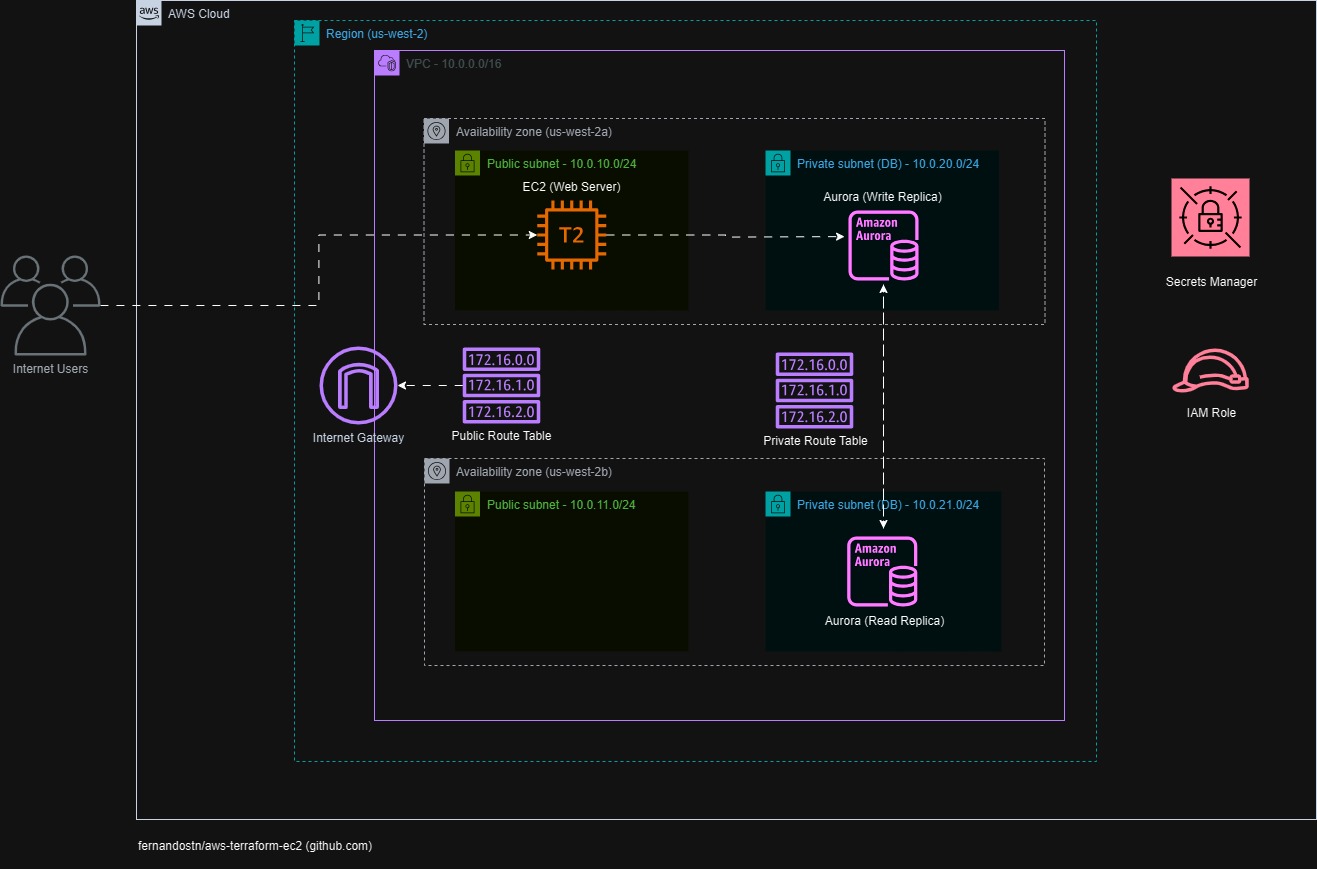 aws
AWS Cloud
Region (us-west-2)
VPC - 10.0.0.0/16
Availability zone (us-west-2a)
Public subnet - 10.0.10.0/24
EC2 (Web Server)
T2
Private subnet (DB) - 10.0.20.0/24
Aurora (Write Replica)
Amazon
Aurora
Secrets Manager
Internet Users
Internet Gateway
172.16.0.0
172.16.1.0
172.16.2.0
Public Route Table
172.16.0.0
172.16.1.0
172.16.2.0
Private Route Table
IAM Role
Availability zone (us-west-2b)
Public subnet - 10.0.11.0/24
Private subnet (DB) - 10.0.21.0/24
Amazon
Aurora
Aurora (Read Replica)
fernandostn/aws-terraform-ec2 (github.com)